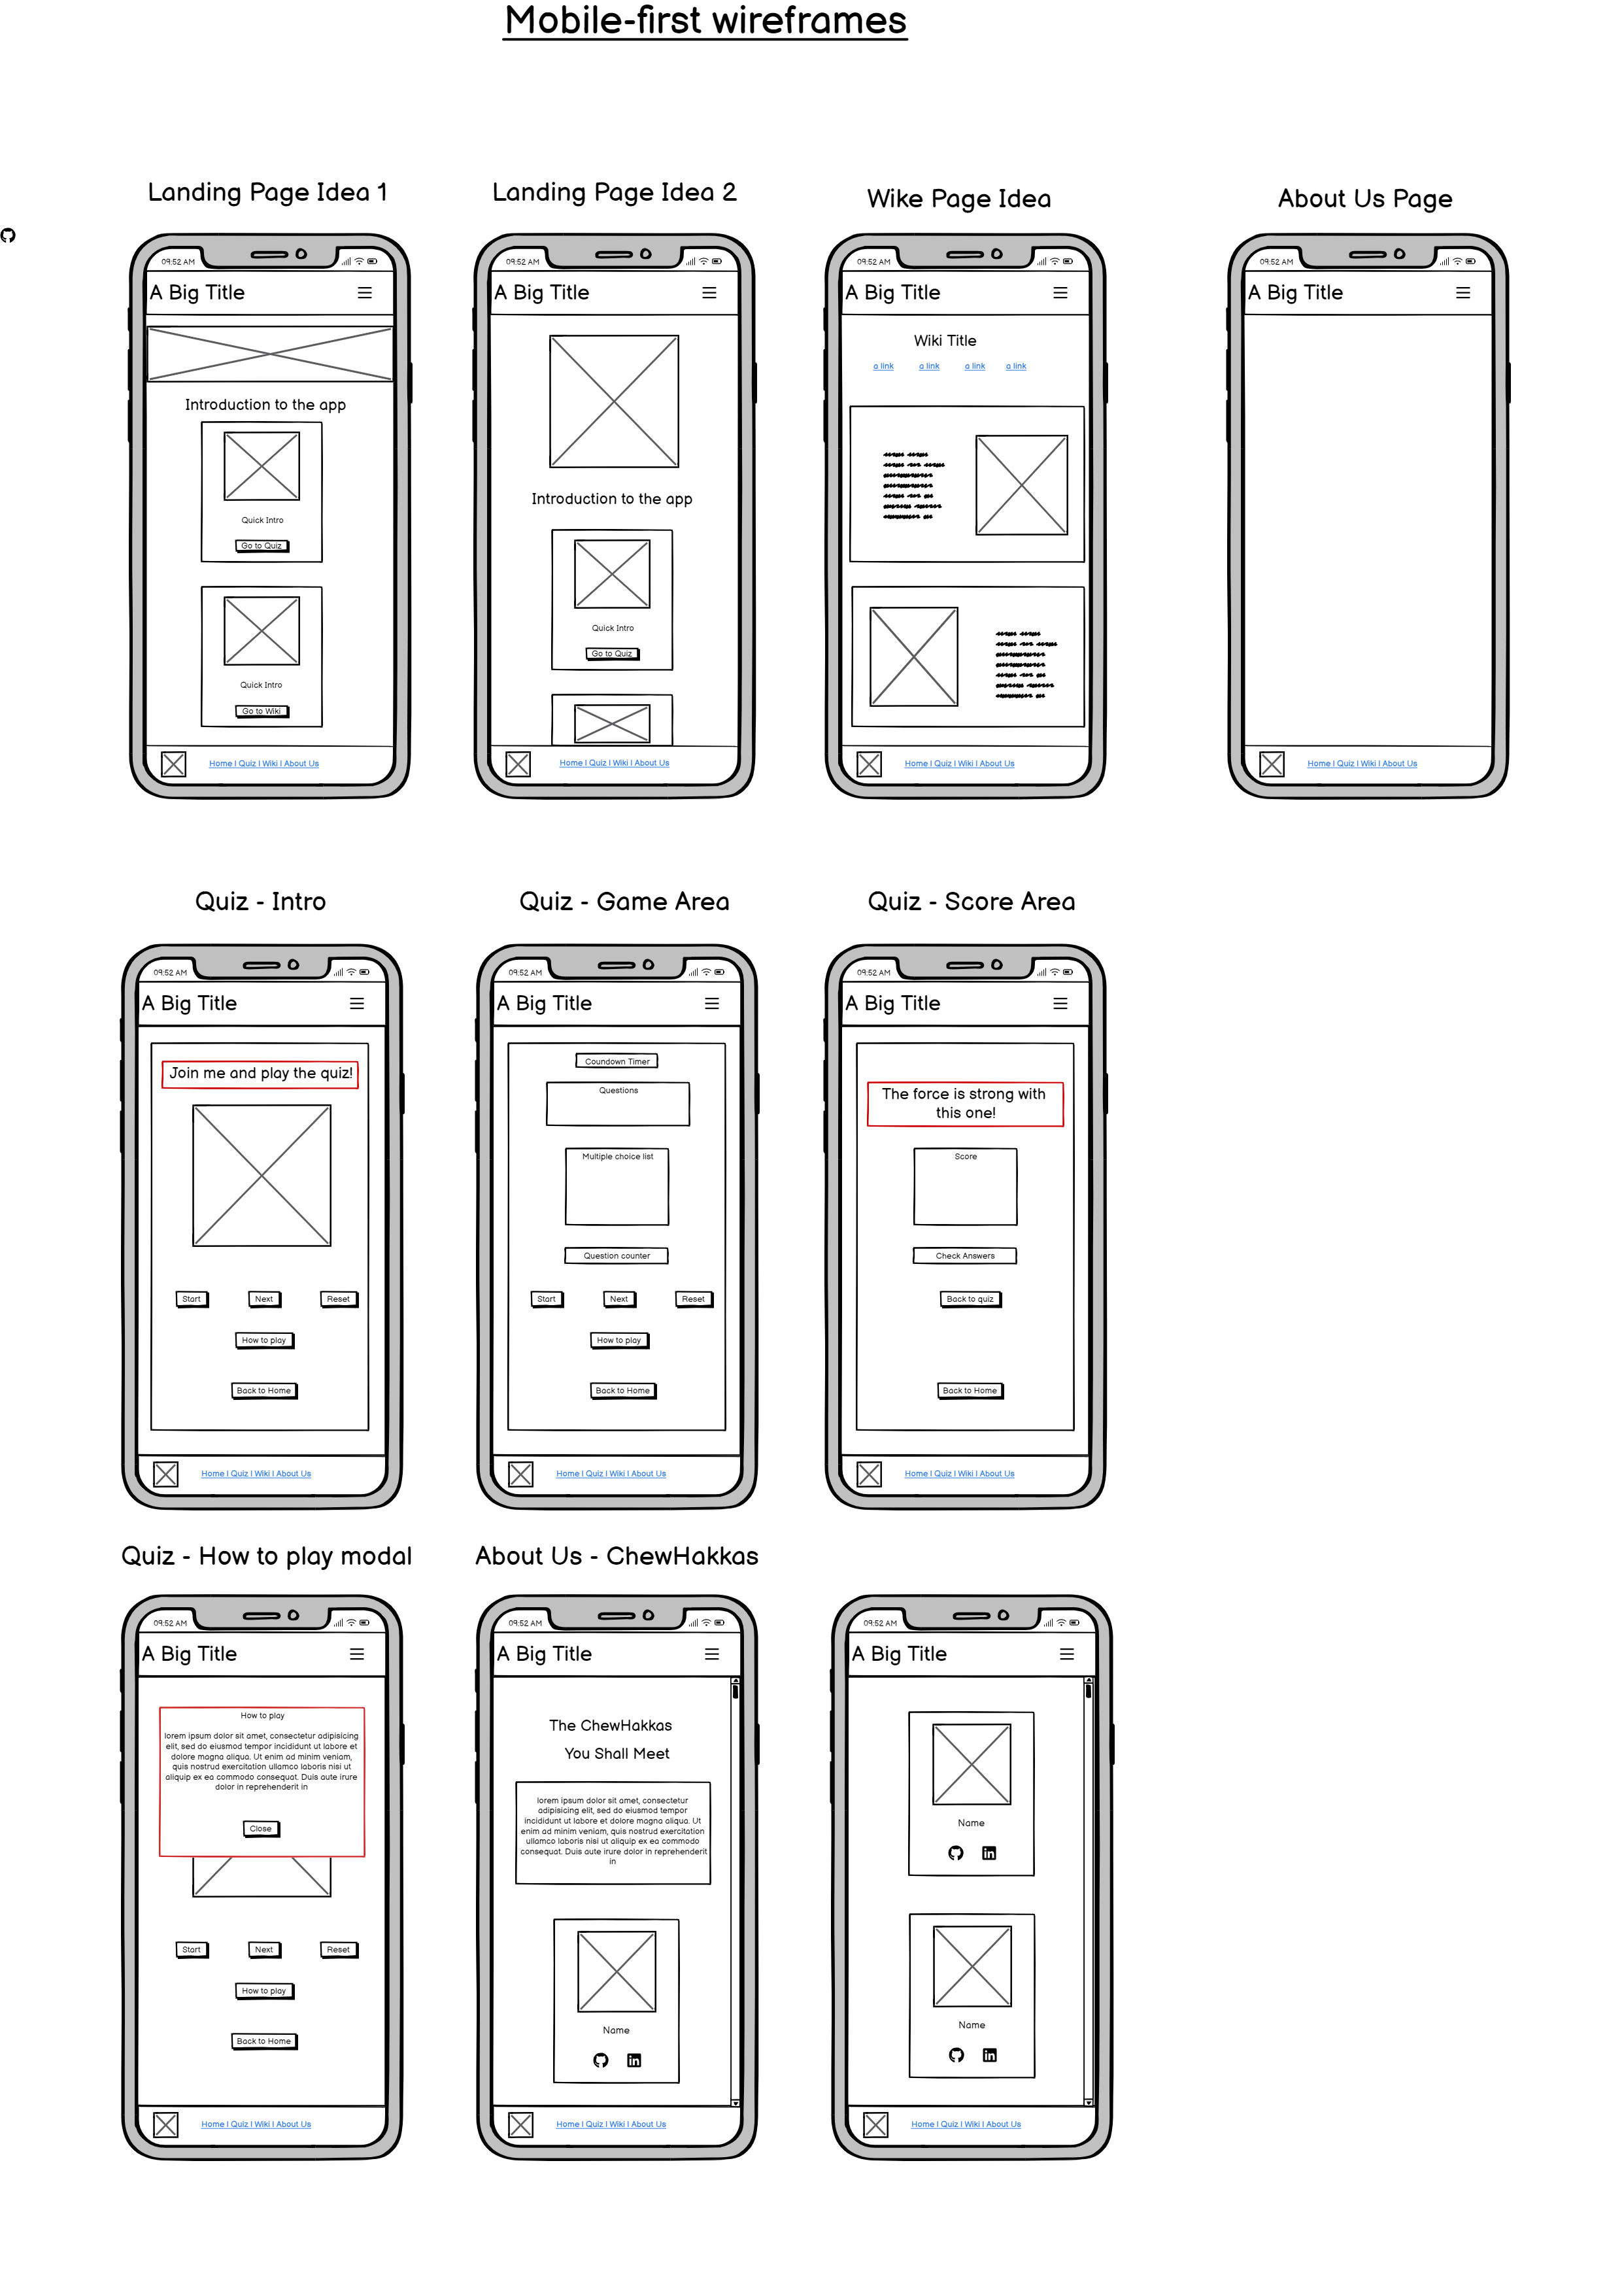 Mobile-first wireframes
Landing Page Idea 1
09:52 AM
A Big Title
Introduction to the app
Quick Intro
Go to Quiz
Quick Intro
Go to Wiki
Home | Quiz | Wiki | About Us
Landing Page Idea 2
09:52 AM
A Big Title
Introduction to the app
Quick Intro
Go to Quiz
Home | Quiz | Wiki | About Us
Wike Page Idea
09:52 AM
A Big Title
Wiki Title
a link a link a link a link
Home | Quiz | Wiki | About Us
About Us Page
09:52 AM
A Big Title
Home | Quiz | Wiki | About Us
Quiz - Intro
09:52 AM
A Big Title
Join me and play the quiz!
Start Next Reset
How to play
Back to Home
Home | Quiz | Wiki | About Us
Quiz - Game Area
09:52 AM
A Big Title
Coundown Timer
Questions
Multiple choice list
Question counter
Start Next Reset
How to play
Back to Home
Home | Quiz | Wiki | About Us
Quiz - Score Area
09:52 AM
A Big Title
The force is strong with
this one!
Score
Check Answers
Back to quiz
Back to Home
Home | Quiz | Wiki | About Us
Quiz - How to play modal
09:52 AM
A Big Title
How to play
lorem ipsum dolor sit amet, consectetur adipisicing
elit, sed do eiusmod tempor incididunt ut labore et
dolore magna aliqua. Ut enim ad minim veniam,
quis nostrud exercitation ullamco laboris nisi ut
aliquip ex ea commodo consequat. Duis aute irure
dolor in reprehenderit in
Close
Start Next Reset
How to play
Back to Home
Home | Quiz | Wiki | About Us
About Us - ChewHakkas
09:52 AM
A Big Title
The ChewHakkas
You Shall Meet
lorem ipsum dolor sit amet, consectetur
adipisicing elit, sed do eiusmod tempor
incididunt ut labore et dolore magna aliqua. Ut
enim ad minim veniam, quis nostrud exercitation
ullamco laboris nisi ut aliquip ex ea commodo
consequat. Duis aute irure dolor in reprehenderit
in
Name
in
Home | Quiz | Wiki | About Us
09:52 AM
A Big Title
Name
in
Name
in
Home | Quiz | Wiki | About Us